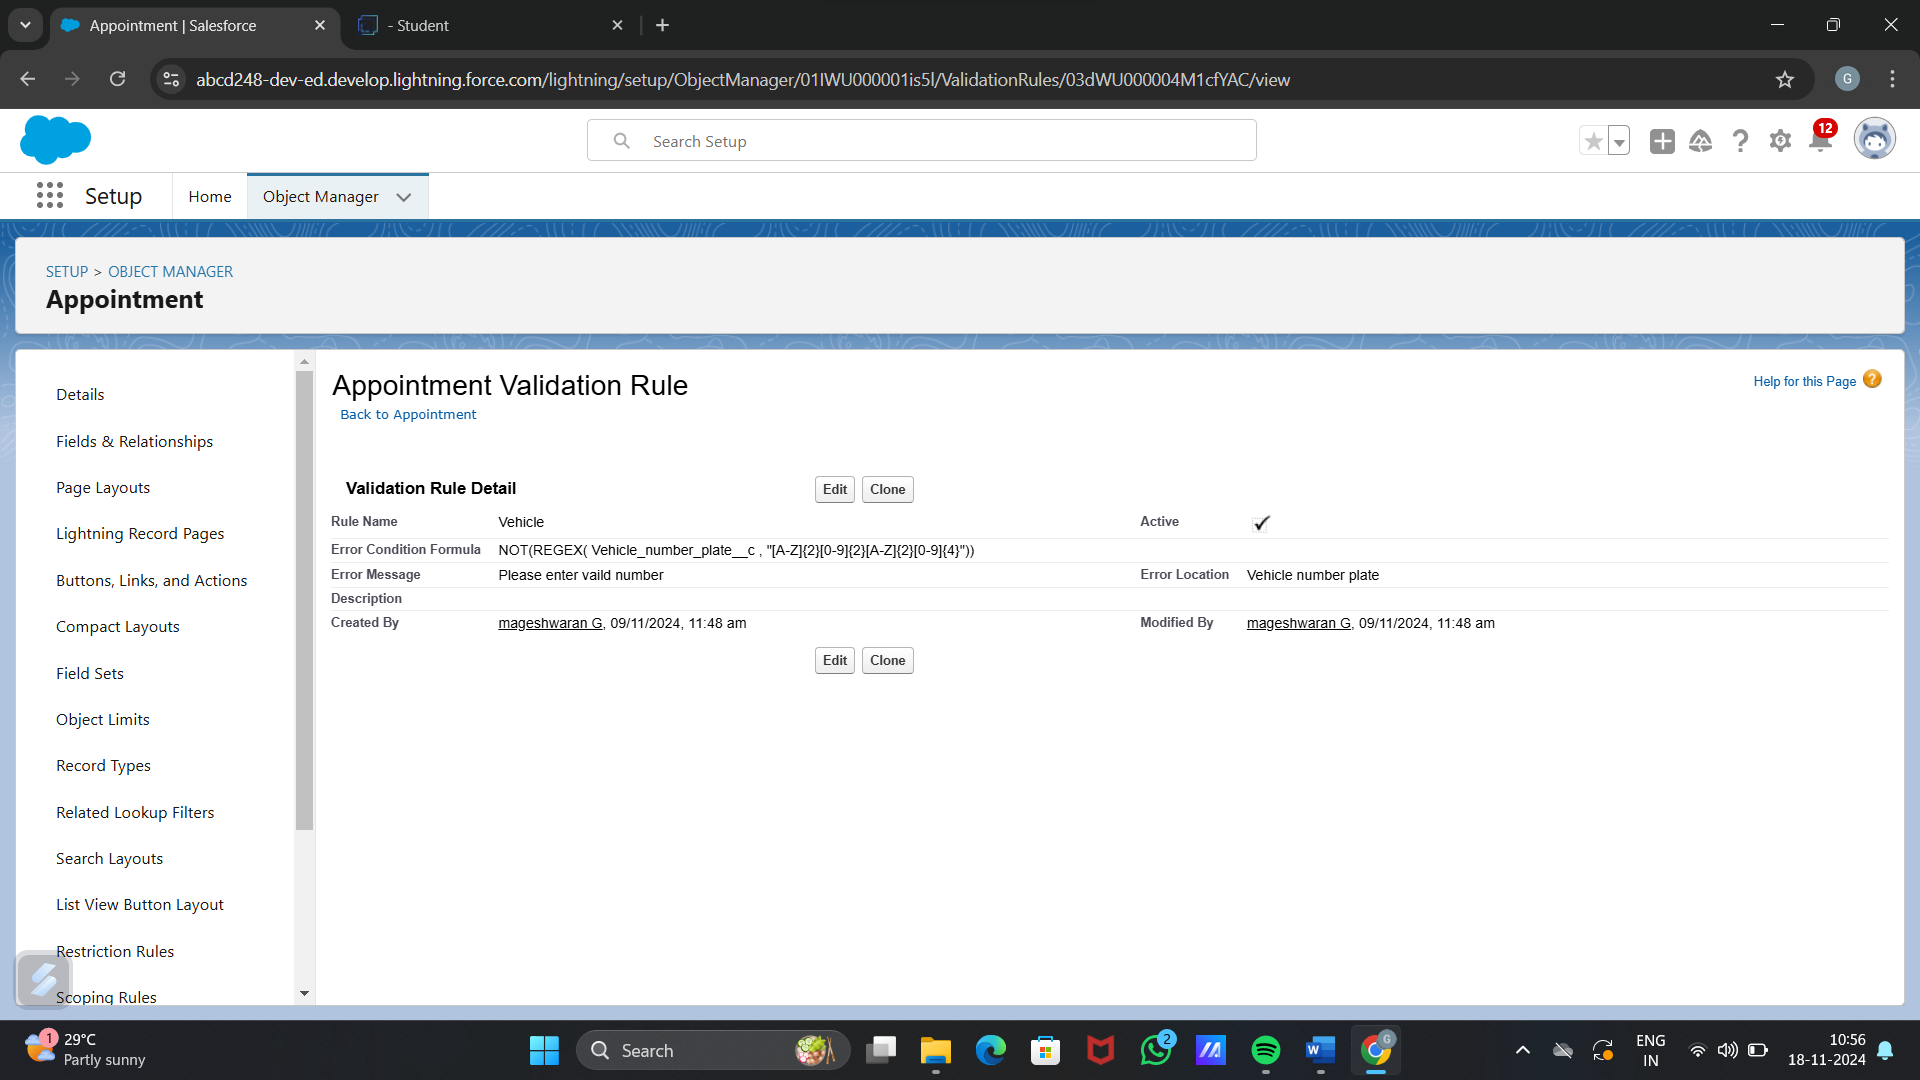 Appointment | Salesforce
- Student
abcd248-dev-ed.develop.lightning.force.com/lightning/setup/ObjectManager/01IWU000001is5l/ValidationRules/03dWU000004M1cfYAC/view
G
Search Setup
12
Setup
Home
Object Manager
SETUP > OBJECT MANAGER
Appointment
Details
Fields & Relationships
Page Layouts
Lightning Record Pages
Buttons, Links, and Actions
Compact Layouts
Field Sets
Object Limits
Record Types
Related Lookup Filters
Search Layouts
List View Button Layout
Restriction Rules
Scoping Rules
Appointment Validation Rule
Help for this Page
Back to Appointment
Validation Rule Detail
Edit Clone
Rule Name Vehicle Active
Error Condition Formula NOT(REGEX( Vehicle_number_plate__c , "[A-Z]{2}[0-9]{2}[A-Z]{2}[0-9]{4}"))
Error Message Please enter vaild number Error Location Vehicle number plate
Description
Created By mageshwaran G, 09/11/2024, 11:48 am Modified By mageshwaran G, 09/11/2024, 11:48 am
Edit Clone
1
29°C
Partly sunny
Search
2
G
ENG
IN
10:56
18-11-2024